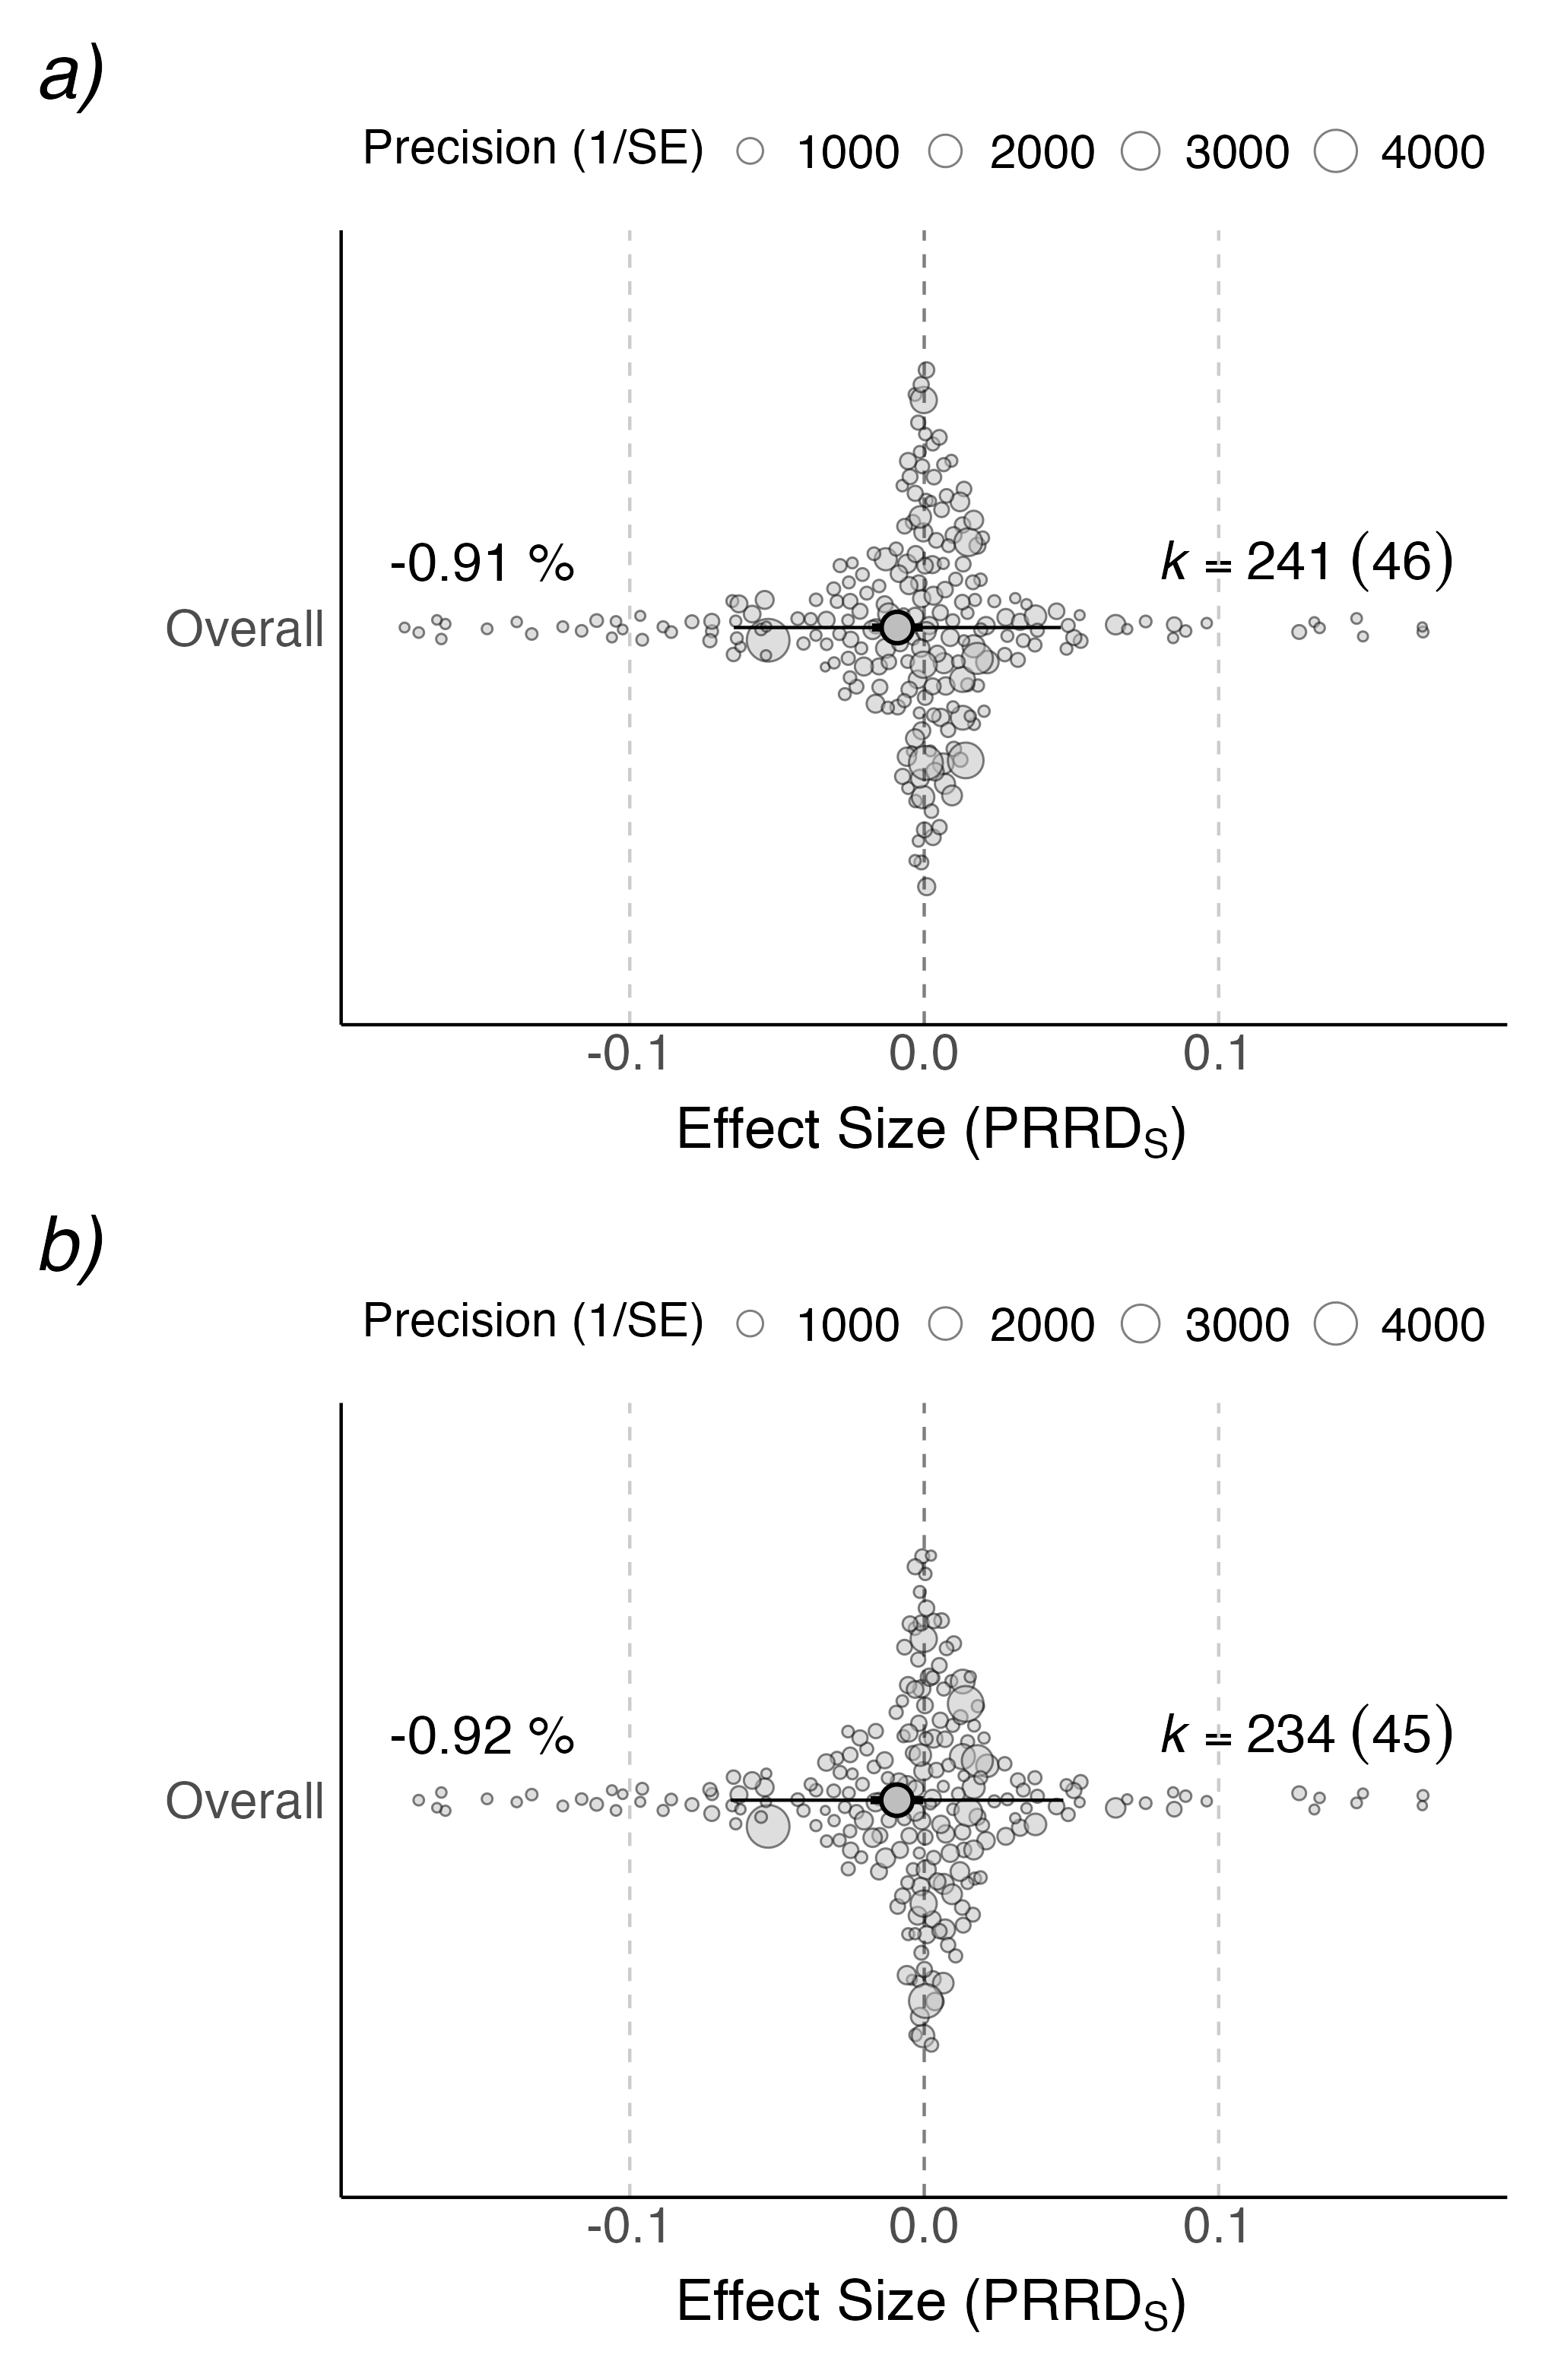 a)
Precision (1/SE) 1000 2000 3000 4000
-0.91 % k = 241 (46)
Overall
-0.1 0.0 0.1
Effect Size (PRRDS)
b)
Precision (1/SE) 1000 2000 3000 4000
-0.92 % k = 234 (45)
Overall
-0.1 0.0 0.1
Effect Size (PRRDS)